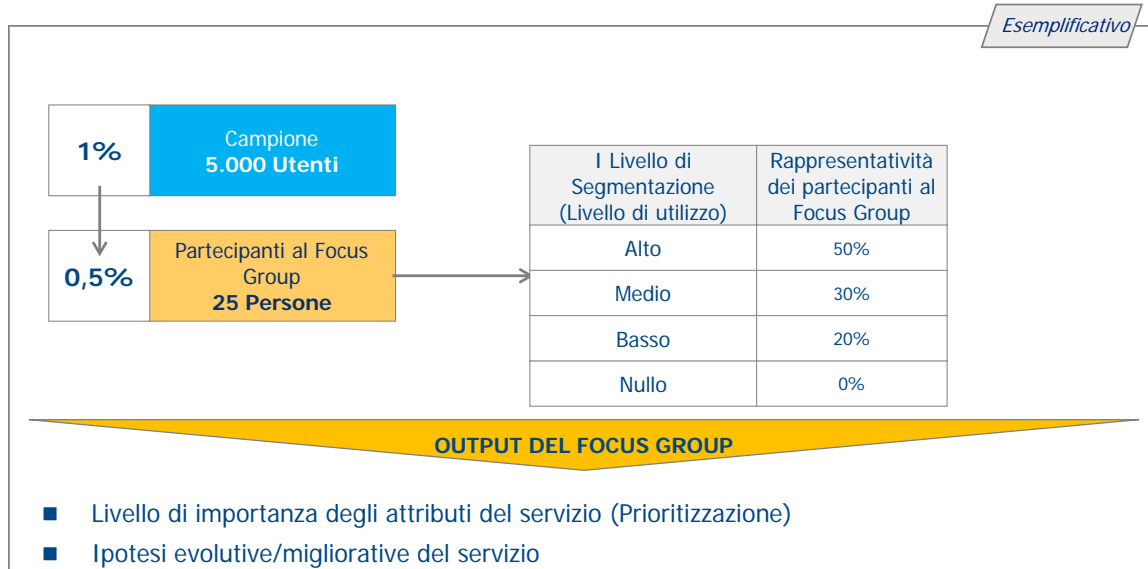 Esemplificativo
1%
Campione
5.000 Utenti
0,5%
Partecipanti al Focus
Group
25 Persone
I Livello di
Segmentazione
(Livello di utilizzo)
Rappresentatività
dei partecipanti al
Focus Group
Alto
50%
Medio
30%
Basso
20%
Nullo
0%
OUTPUT DEL FOCUS GROUP
Livello di importanza degli attributi del servizio (Prioritizzazione)
Ipotesi evolutive/migliorative del servizio